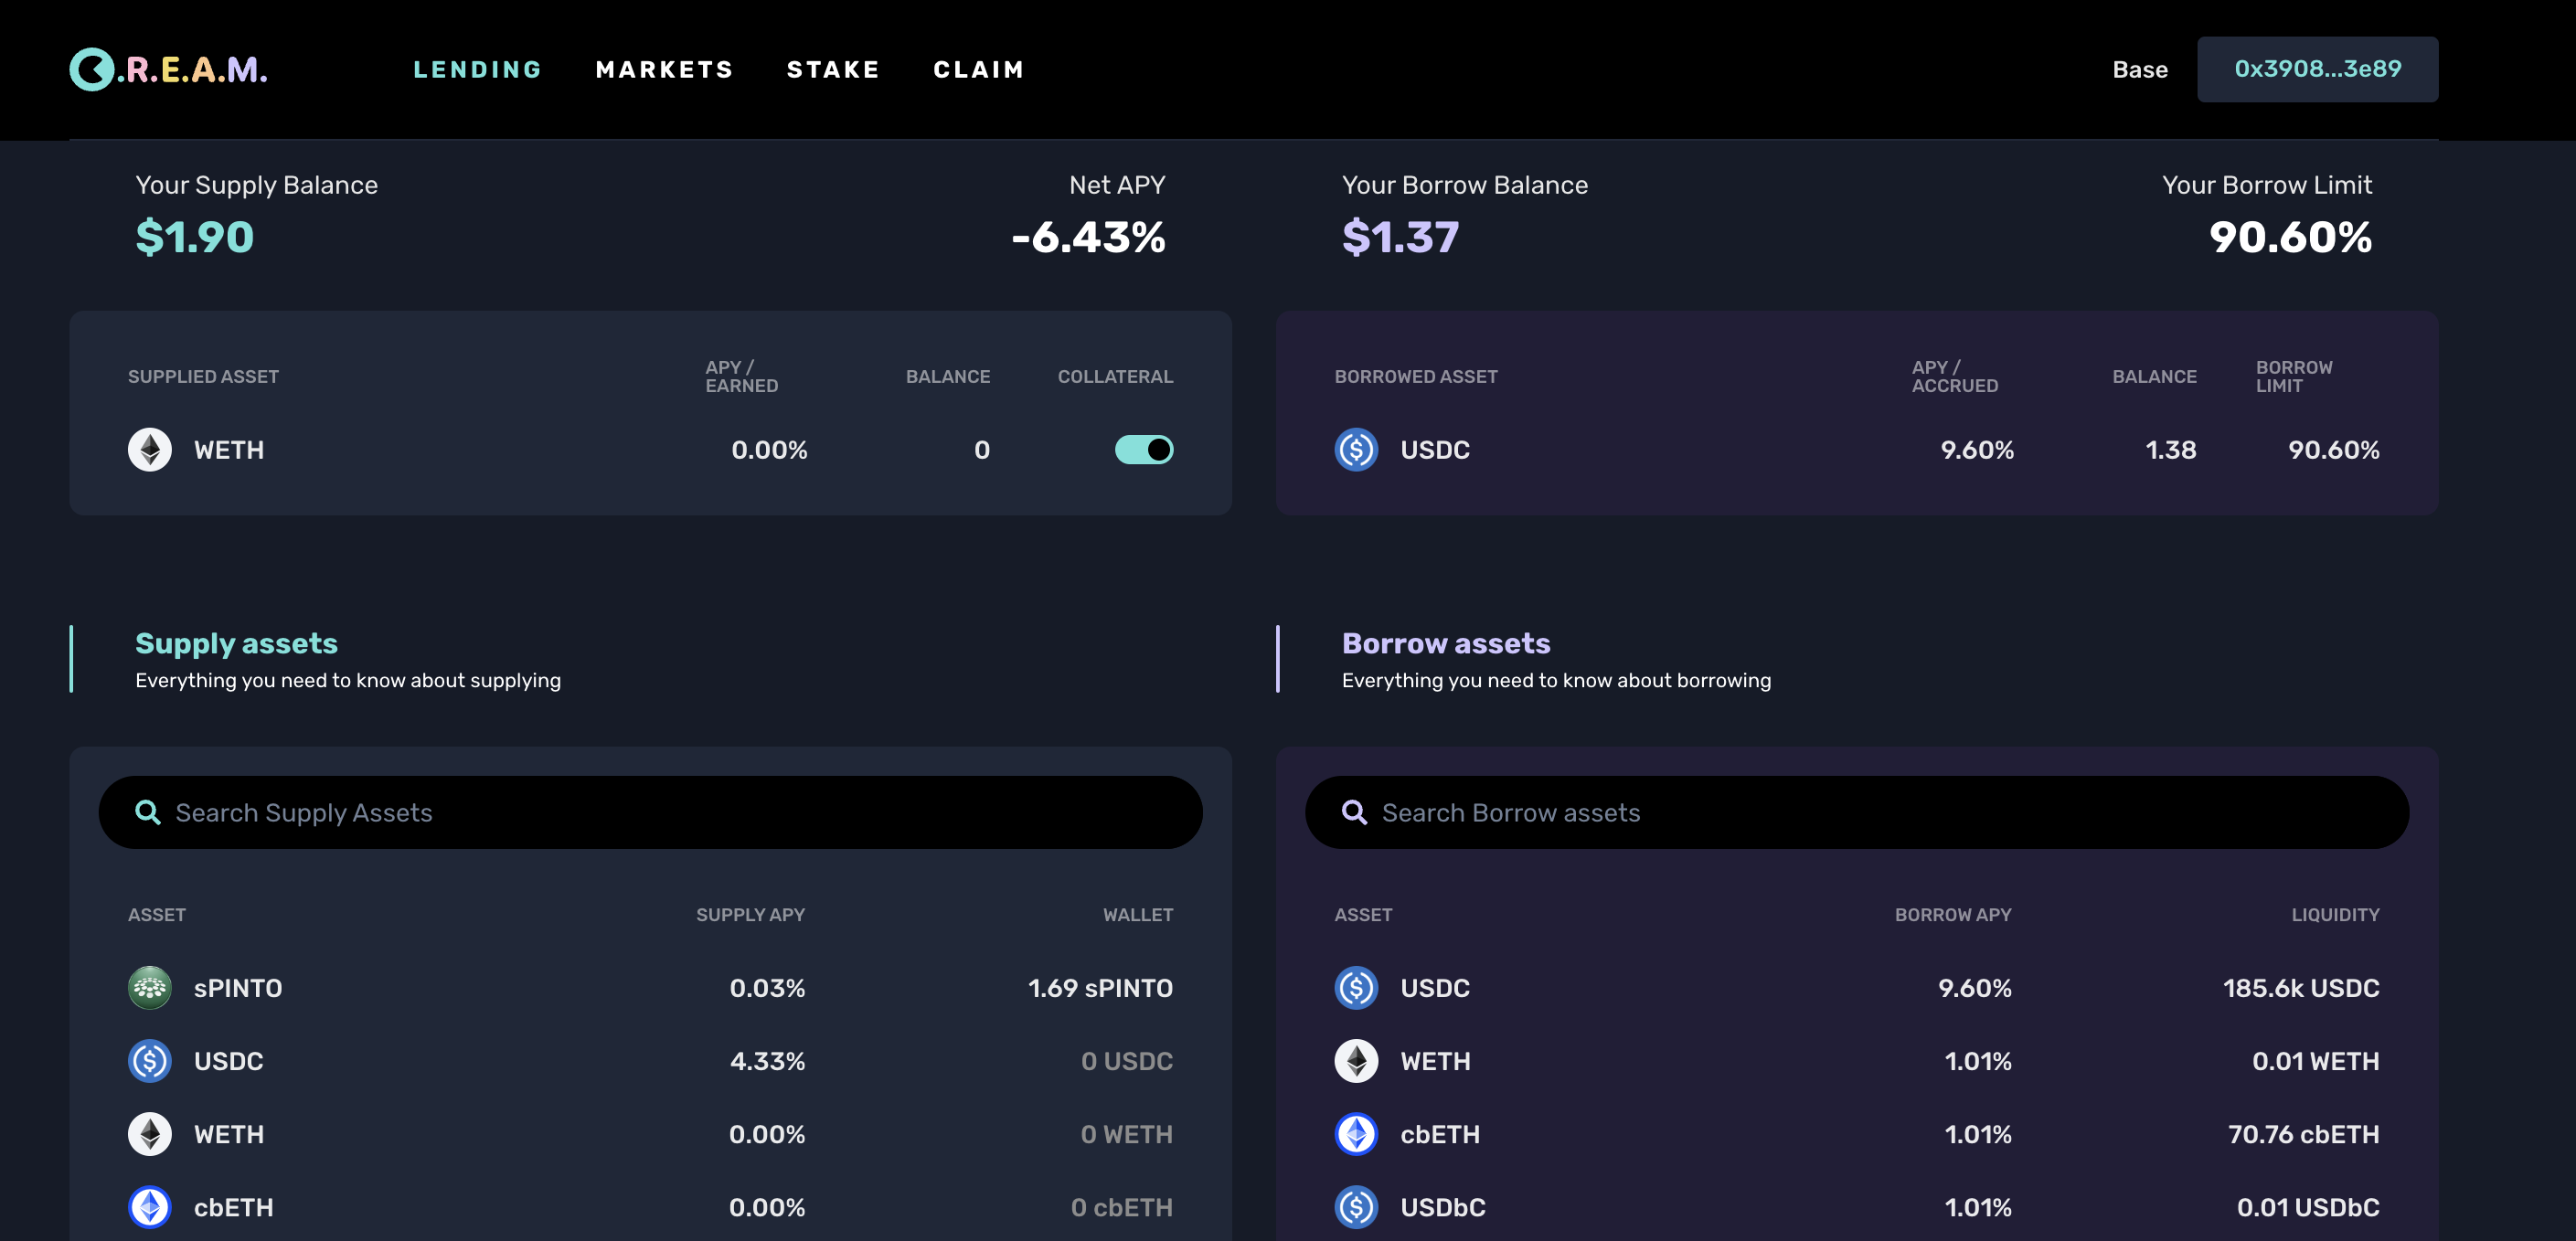 C.R.E.A.M. LENDING MARKETS STAKE CLAIM Base 0x3908...3e89
Your Supply Balance Net APY Your Borrow Balance Your Borrow Limit
$1.90 -6.43% $1.37 90.60%
SUPPLIED ASSET APY / EARNED BALANCE COLLATERAL
WETH 0.00% 0
BORROWED ASSET APY / ACCRUED BALANCE BORROW LIMIT
USDC 9.60% 1.38 90.60%
Supply assets
Everything you need to know about supplying
Borrow assets
Everything you need to know about borrowing
Search Supply Assets
ASSET SUPPLY APY WALLET
sPINTO 0.03% 1.69 sPINTO
USDC 4.33% 0 USDC
WETH 0.00% 0 WETH
cbETH 0.00% 0 cbETH
Search Borrow assets
ASSET BORROW APY LIQUIDITY
USDC 9.60% 185.6k USDC
WETH 1.01% 0.01 WETH
cbETH 1.01% 70.76 cbETH
USDbC 1.01% 0.01 USDbC